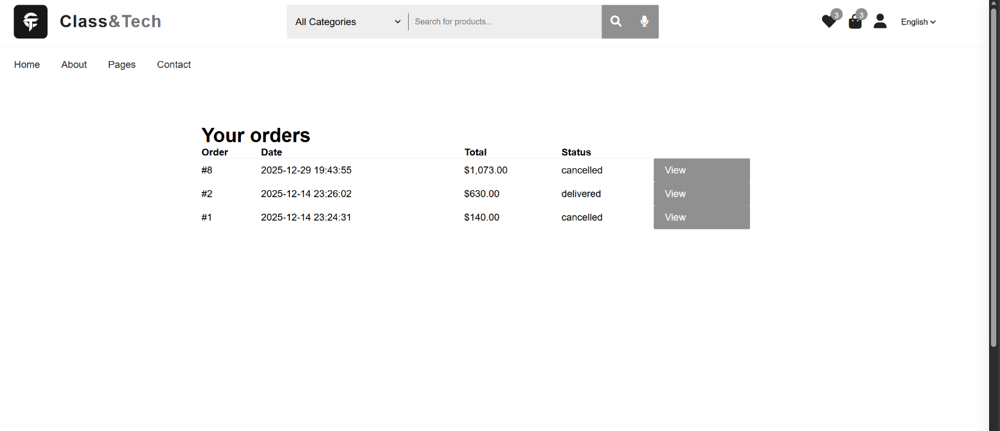 Class&Tech
All Categories
Search for products...
3
3
English
Home About Pages Contact
Your orders
Order Date Total Status
#8 2025-12-29 19:43:55 $1,073.00 cancelled View
#2 2025-12-14 23:26:02 $630.00 delivered View
#1 2025-12-14 23:24:31 $140.00 cancelled View